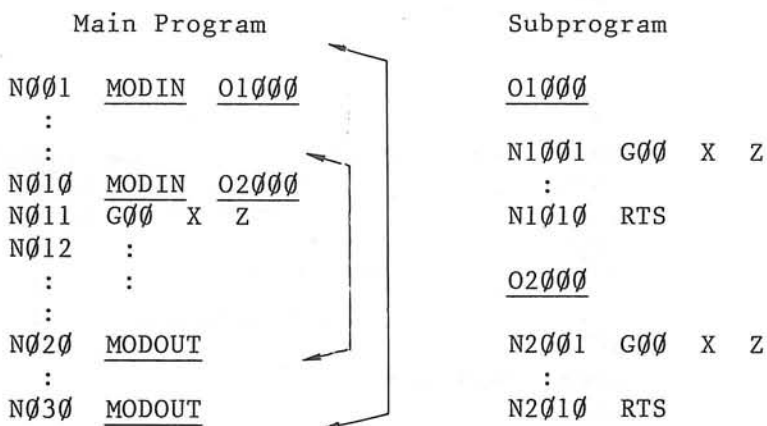 Main Program
NØØ1 MODIN O1ØØØ
:
:
NØ1Ø MODIN O2ØØØ
NØ11 GØØ X Z
NØ12 :
: :
:
NØ2Ø MODOUT
:
NØ3Ø MODOUT
Subprogram
O1ØØØ
N1ØØ1 GØØ X Z
:
N1Ø1Ø RTS
O2ØØØ
N2ØØ1 GØØ X Z
:
N2Ø1Ø RTS